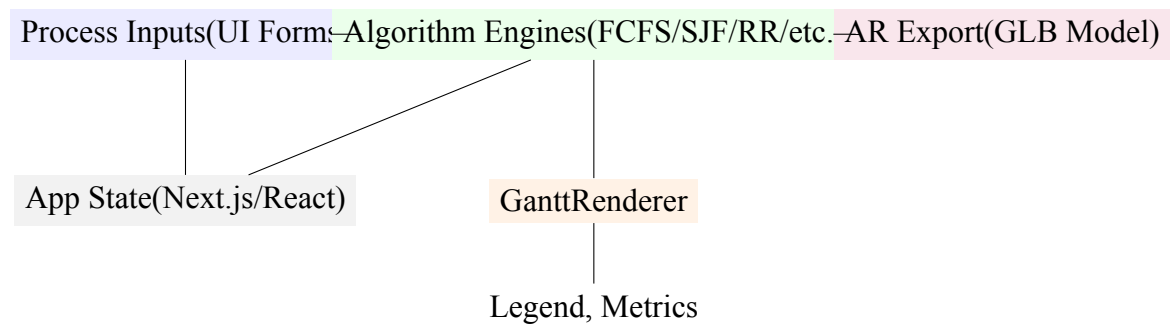 Process Inputs(UI Forms
Algorithm Engines(FCFS/SJF/RR/etc.
AR Export(GLB Model)
App State(Next.js/React)
GanttRenderer
Legend, Metrics